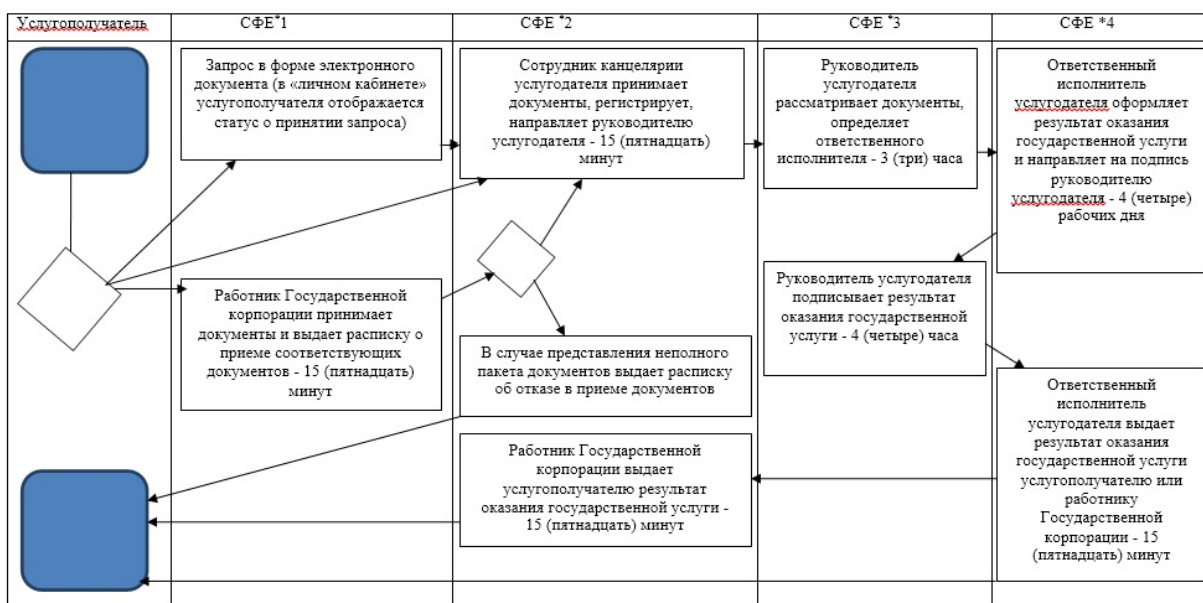 Услугополучатель
СФЕ*1
СФЕ *2
СФЕ *3
СФЕ *4
Запрос в форме электронного
документа (в «личном кабинете»
услугополучателя отображается
статус о принятии запроса)
Сотрудник канцелярии
услугодателя принимает
документы, регистрирует,
направляет руководителю
услугодателя - 15 (пятнадцать)
минут
Руководитель
услугодателя
рассматривает документы,
определяет
ответственного
исполнителя - 3 (три) часа
Ответственный
исполнитель
услугодателя оформляет
результат оказания
государственной услуги
и направляет на подпись
руководителю
услугодателя - 4 (четыре)
рабочих дня
Работник Государственной
корпорации принимает
документы и выдает расписку о
приеме соответствующих
документов - 15 (пятнадцать)
минут
В случае представления неполного
пакета документов выдает расписку
об отказе в приеме документов
Руководитель услугодателя
подписывает результат
оказания государственной
услуги - 4 (четыре) часа
Ответственный
исполнитель
услугодателя выдает
результат оказания
государственной услуги
услугополучателю или
работнику
Государственной
корпорации - 15
(пятнадцать) минут
Работник Государственной
корпорации выдает
услугополучателю результат
оказания государственной услуги -
15 (пятнадцать) минут